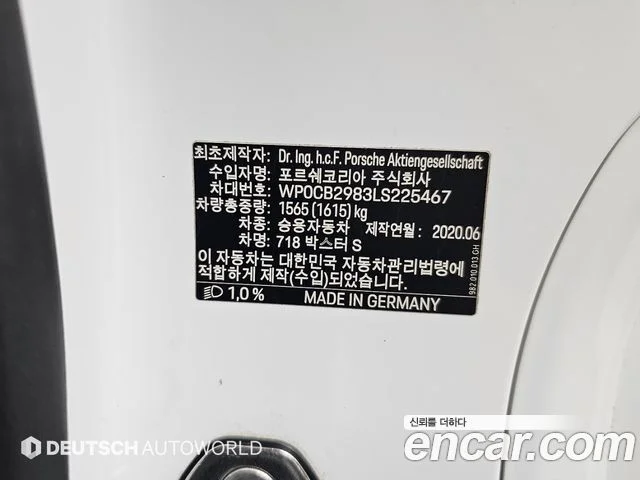 최초제작자: Dr. Ing. h.c.F. Porsche Aktiengesellschaft
수입자명: 포르쉐코리아 주식회사
차대번호: WP0CB2983LS225467
차량총중량: 1565 (1615) kg
차종: 승용자동차 제작연월: 2020.06
차명: 718 박스터 S
이 자동차는 대한민국 자동차관리법령에
적합하게 제작(수입)되었습니다.
1,0 % MADE IN GERMANY
982.010.013.GH
DEUTSCH AUTOWORLD
신뢰를 더하다
encar.com